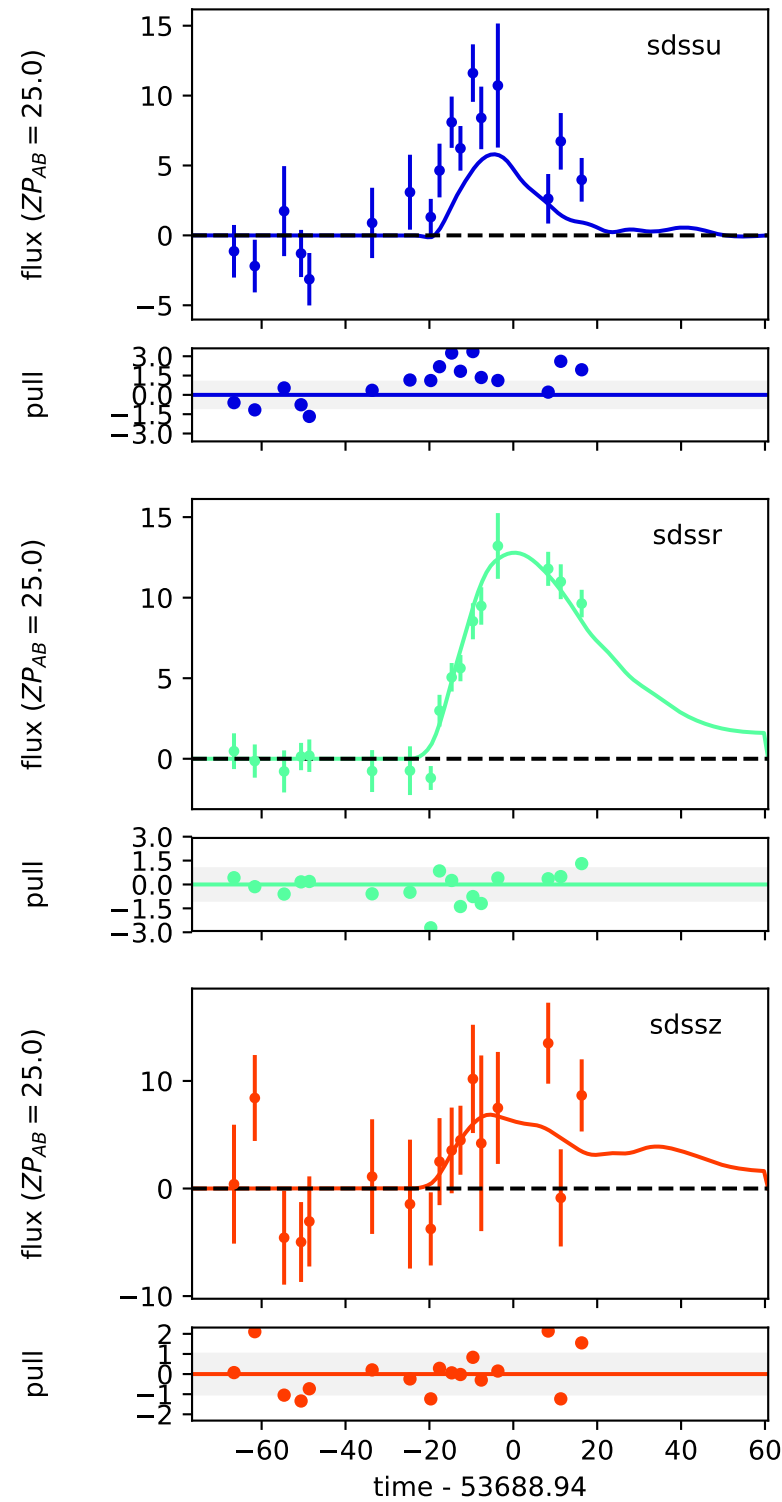 sdssu
flux (ZP_AB = 25.0)
15
10
5
0
−5
pull
3.0
1.5
0.0
−1.5
−3.0
sdssr
flux (ZP_AB = 25.0)
15
10
5
0
pull
3.0
1.5
0.0
−1.5
−3.0
sdssz
flux (ZP_AB = 25.0)
10
0
−10
pull
2
1
0
−1
−2
−60 −40 −20 0 20 40 60
time - 53688.94